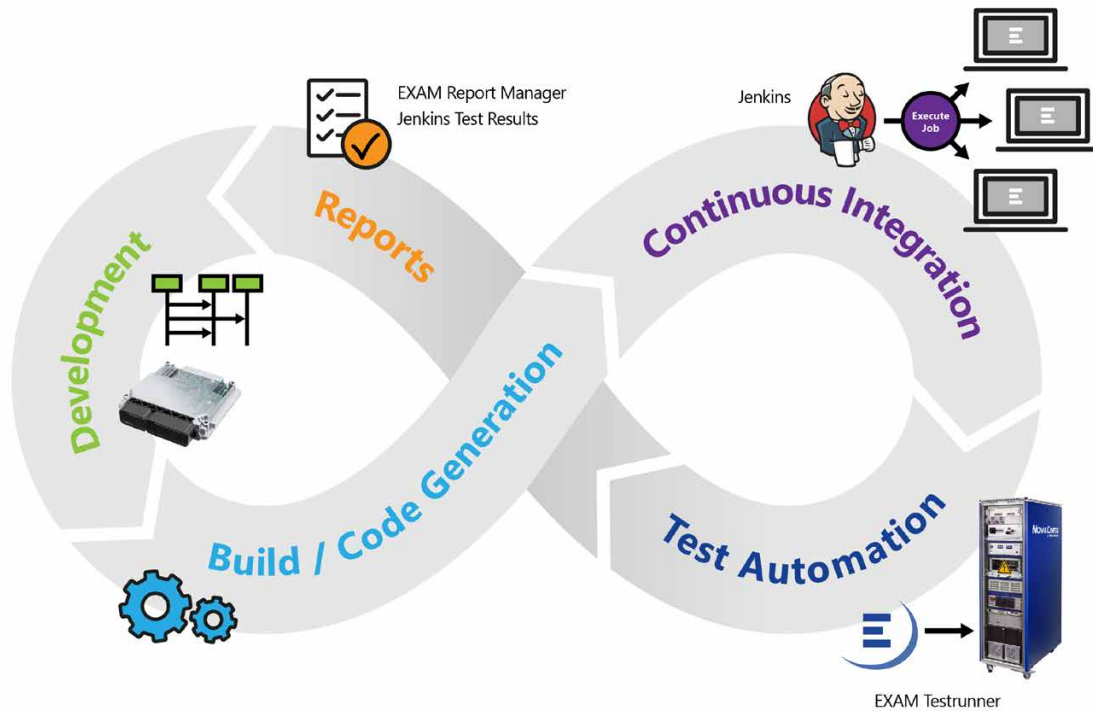 EXAM Report Manager
Jenkins Test Results
Jenkins
Execute
Job
Reports
Continuous Integration
Development
Build / Code Generation
Test Automation
NOVACARTS
EXAM Testrunner